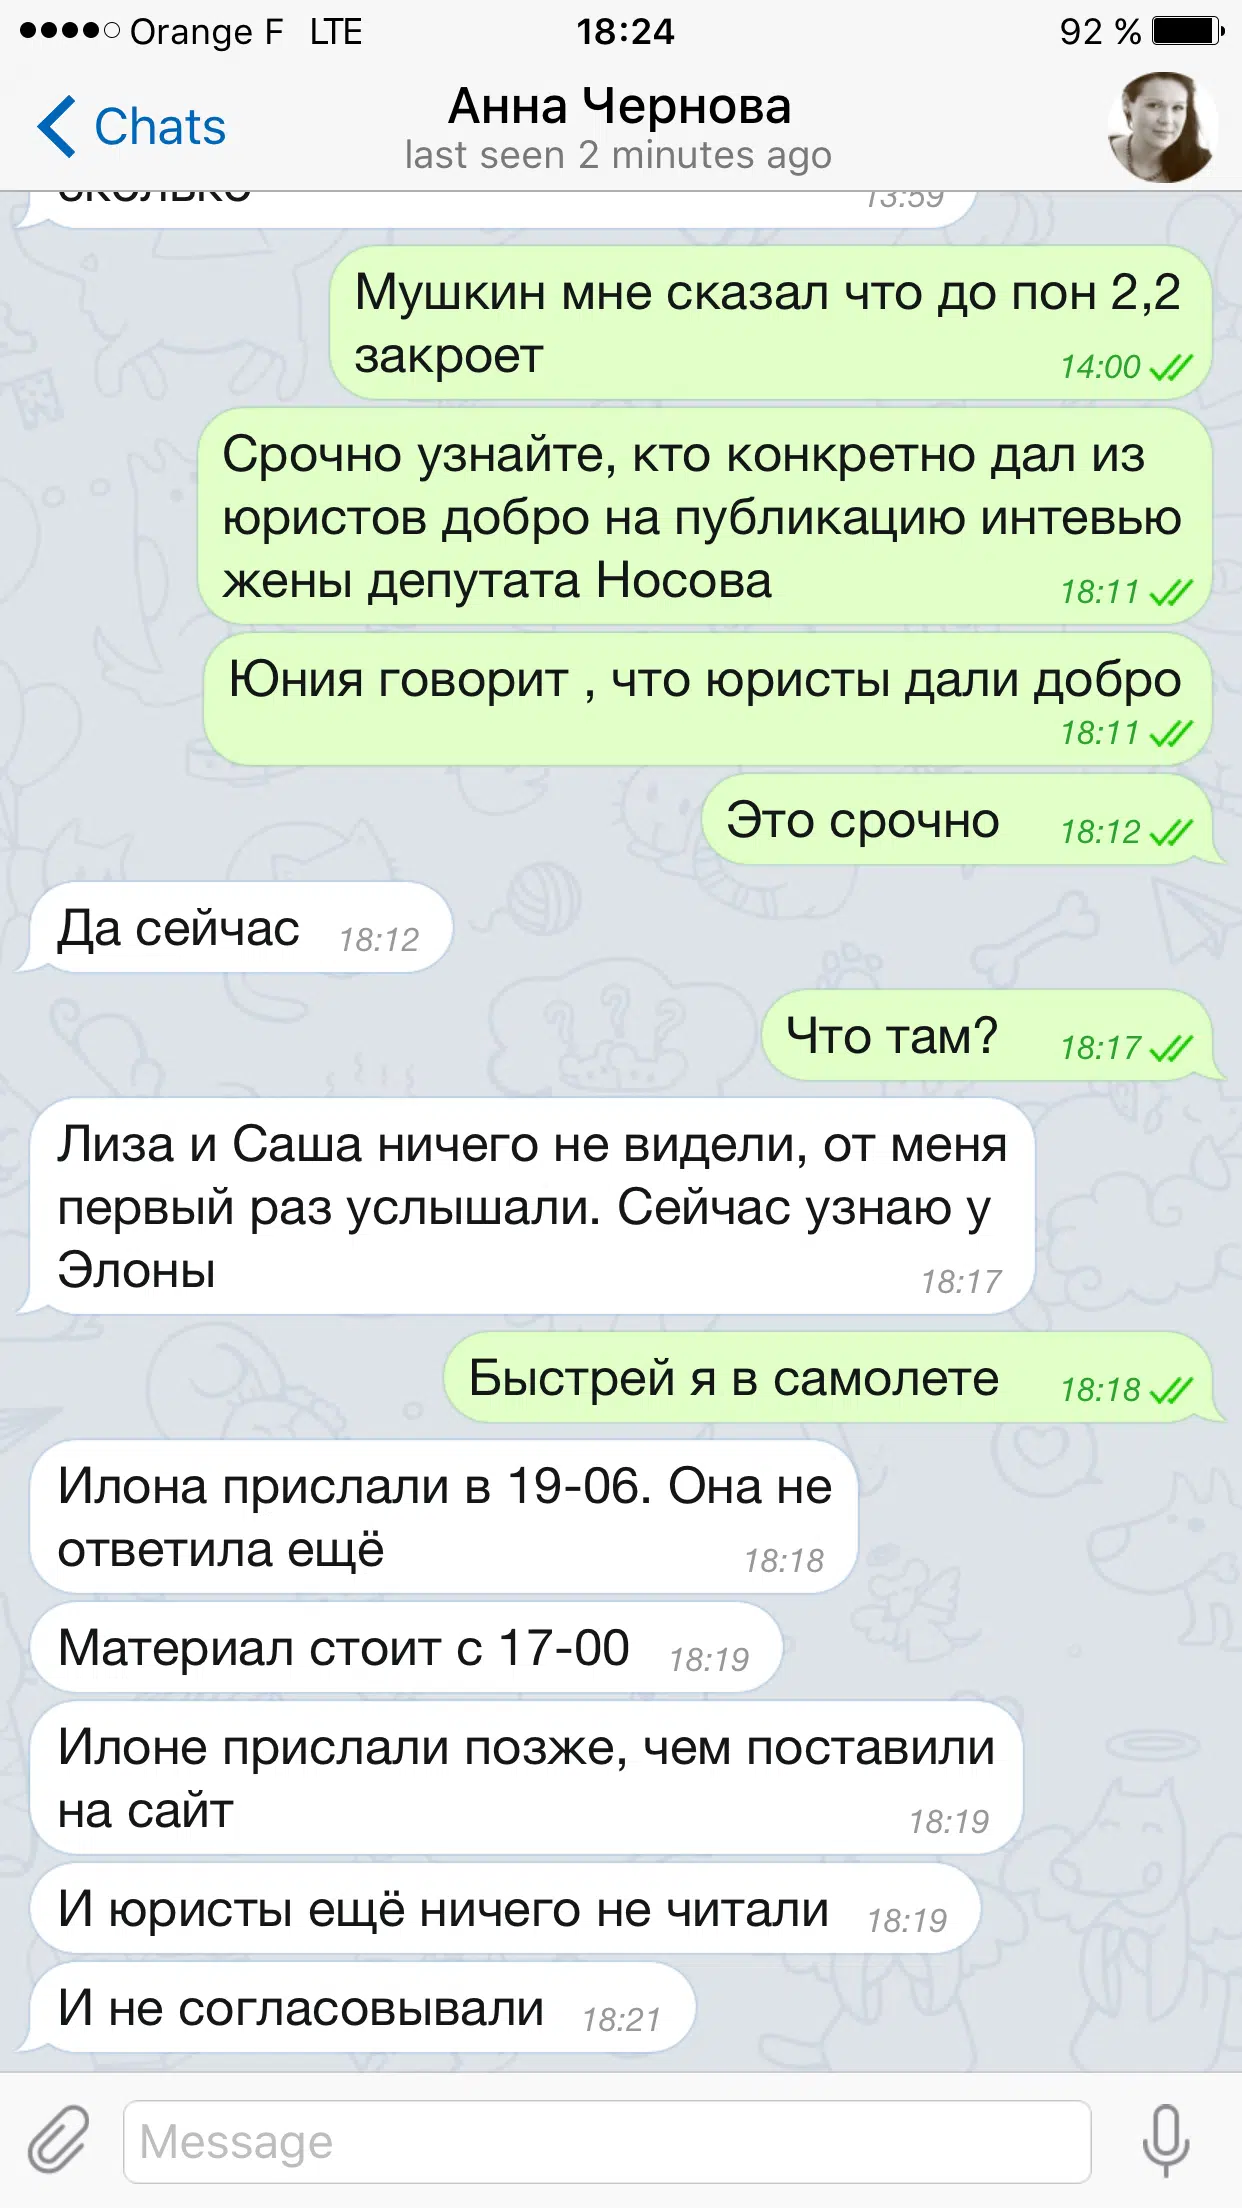 Orange F LTE 18:24 92 %
Chats
Анна Чернова
last seen 2 minutes ago
сколько 13:59
Мушкин мне сказал что до пон 2,2
закроет 14:00
Срочно узнайте, кто конкретно дал из
юристов добро на публикацию интевью
жены депутата Носова 18:11
Юния говорит , что юристы дали добро
18:11
Это срочно 18:12
Да сейчас 18:12
Что там? 18:17
Лиза и Саша ничего не видели, от меня
первый раз услышали. Сейчас узнаю у
Элоны 18:17
Быстрей я в самолете 18:18
Илона прислали в 19-06. Она не
ответила ещё 18:18
Материал стоит с 17-00 18:19
Илоне прислали позже, чем поставили
на сайт 18:19
И юристы ещё ничего не читали 18:19
И не согласовывали 18:21
Message